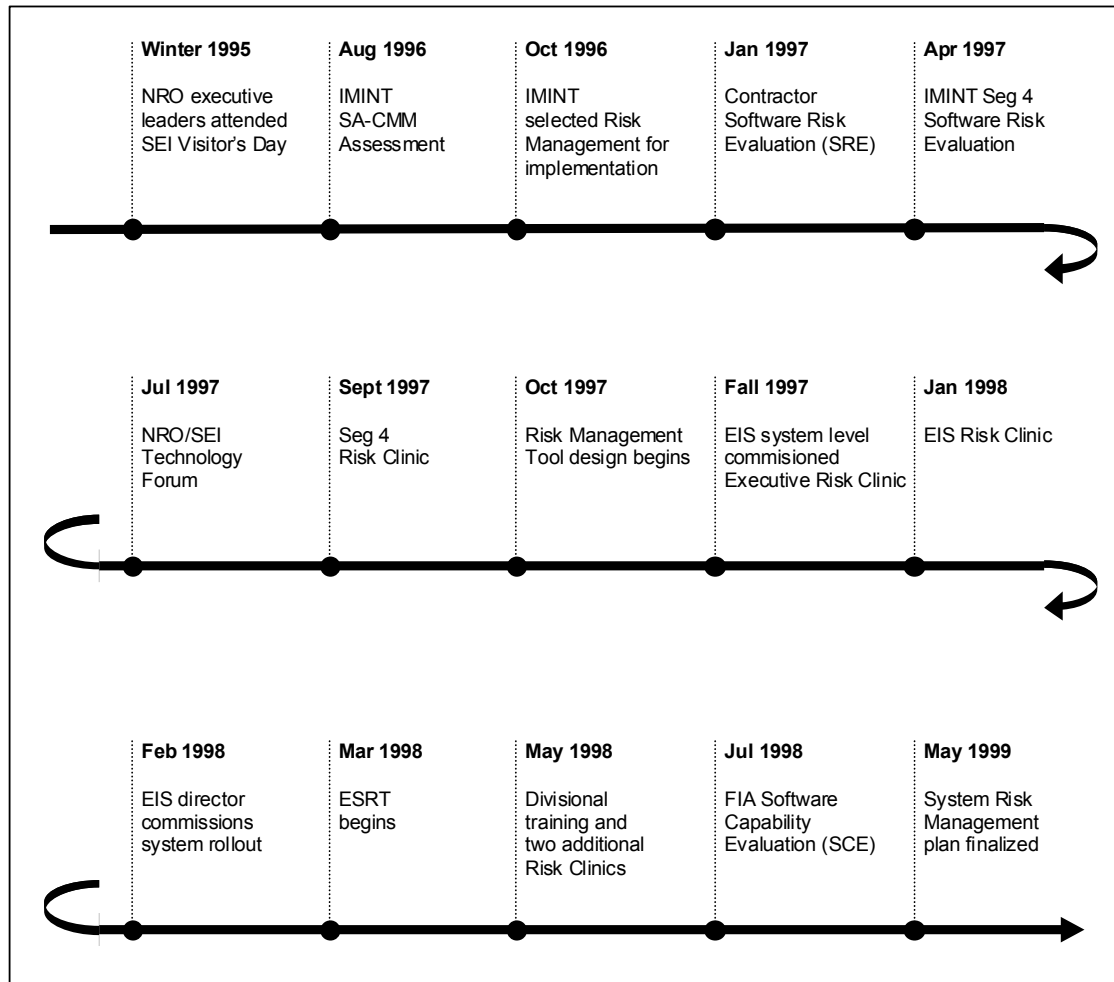 Winter 1995
NRO executive
leaders attended
SEI Visitor's Day
Aug 1996
IMINT
SA-CMM
Assessment
Oct 1996
IMINT
selected Risk
Management for
implementation
Jan 1997
Contractor
Software Risk
Evaluation (SRE)
Apr 1997
IMINT Seg 4
Software Risk
Evaluation
Jul 1997
NRO/SEI
Technology
Forum
Sept 1997
Seg 4
Risk Clinic
Oct 1997
Risk Management
Tool design begins
Fall 1997
EIS system level
commisioned
Executive Risk Clinic
Jan 1998
EIS Risk Clinic
Feb 1998
EIS director
commissions
system rollout
Mar 1998
ESRT
begins
May 1998
Divisional
training and
two additional
Risk Clinics
Jul 1998
FIA Software
Capability
Evaluation (SCE)
May 1999
System Risk
Management
plan finalized